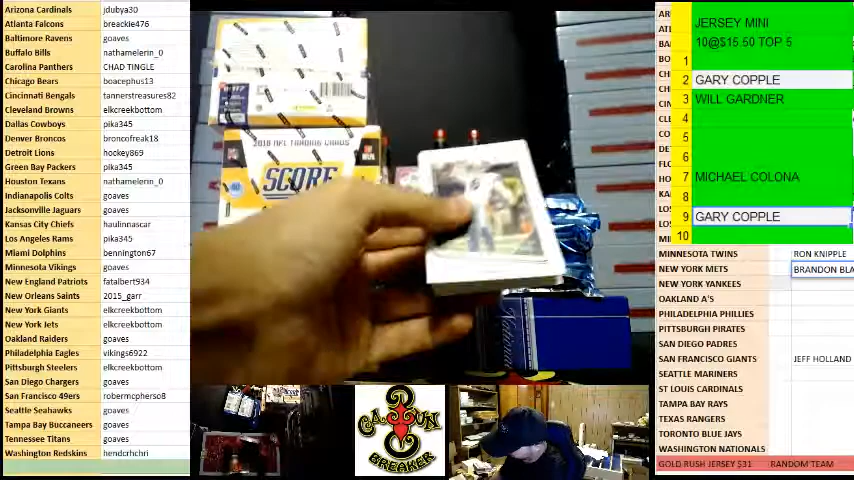 Arizona Cardinals jdubya30
Atlanta Falcons breackie476
Baltimore Ravens goaves
Buffalo Bills nathamelerin_0
Carolina Panthers CHAD TINGLE
Chicago Bears boacephus13
Cincinnati Bengals tannerstreasures82
Cleveland Browns elkcreekbottom
Dallas Cowboys pika345
Denver Broncos broncofreak18
Detroit Lions hockey869
Green Bay Packers pika345
Houston Texans nathamelerin_0
Indianapolis Colts goaves
Jacksonville Jaguars goaves
Kansas City Chiefs haulinnascar
Los Angeles Rams pika345
Miami Dolphins bennington67
Minnesota Vikings goaves
New England Patriots fatalbert934
New Orleans Saints 2015_garr
New York Giants elkcreekbottom
New York Jets elkcreekbottom
Oakland Raiders goaves
Philadelphia Eagles vikings6922
Pittsburgh Steelers elkcreekbottom
San Diego Chargers goaves
San Francisco 49ers robermcphers8
Seattle Seahawks goaves
Tampa Bay Buccaneers goaves
Tennessee Titans goaves
Washington Redskins hendchchri
2018 NFL TRADING CARDS
SCORE
CAJUN
BREAKER
JERSEY MINI
10@$15.50 TOP 5
1
2 GARY COPPLE
3 WILL GARDNER
4
5
6
7 MICHAEL COLONA
8
9 GARY COPPLE
10
MINNESOTA TWINS RON KNIPPLE
NEW YORK METS BRANDON BLA
NEW YORK YANKEES
OAKLAND A'S
PHILADELPHIA PHILLIES
PITTSBURGH PIRATES
SAN DIEGO PADRES
SAN FRANCISCO GIANTS JEFF HOLLAND
SEATTLE MARINERS
ST LOUIS CARDINALS
TAMPA BAY RAYS
TEXAS RANGERS
TORONTO BLUE JAYS
WASHINGTON NATIONALS
GOLD RUSH JERSEY $31 RANDOM TEAM